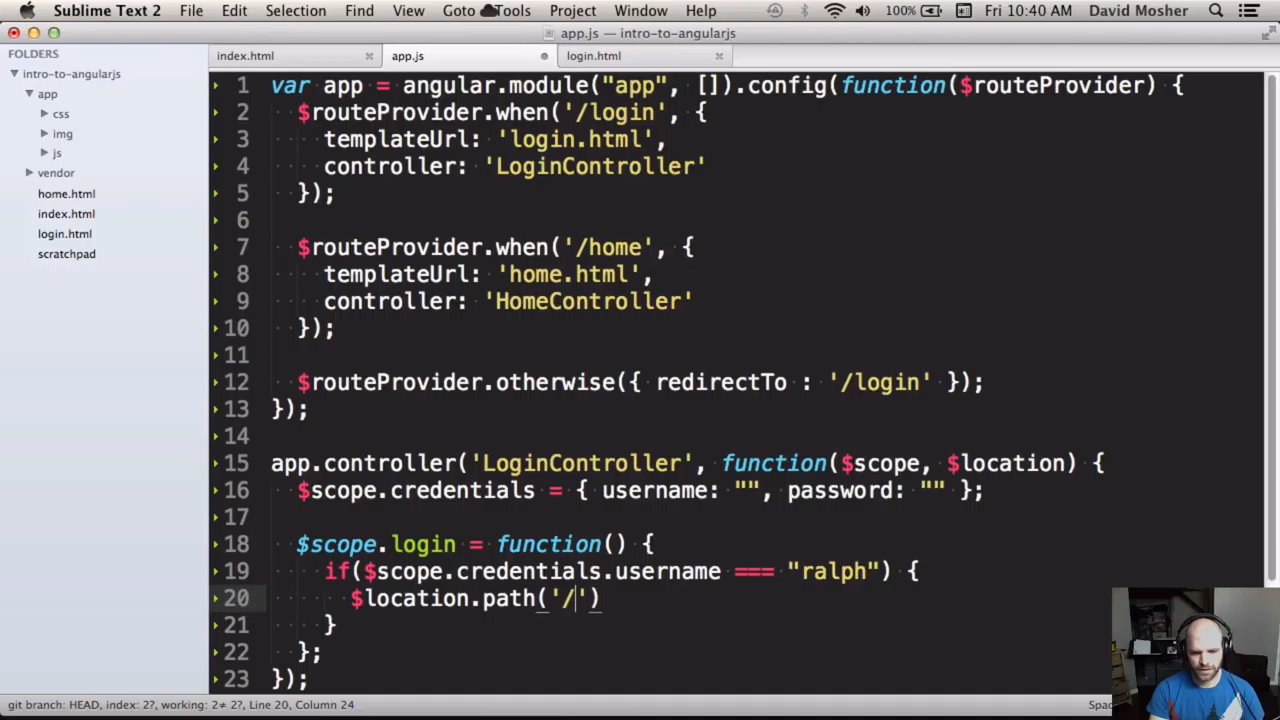 Sublime Text 2 File Edit Selection Find View Goto Tools Project Window Help 100% Fri 10:40 AM David Mosher
app.js — intro-to-angularjs
FOLDERS
intro-to-angularjs
app
css
img
js
vendor
home.html
index.html
login.html
scratchpad
index.html app.js login.html
1 var app = angular.module("app", []).config(function($routeProvider) {
2 $routeProvider.when('/login', {
3 templateUrl: 'login.html',
4 controller: 'LoginController'
5 });
6
7 $routeProvider.when('/home', {
8 templateUrl: 'home.html',
9 controller: 'HomeController'
10 });
11
12 $routeProvider.otherwise({ redirectTo : '/login' });
13 });
14
15 app.controller('LoginController', function($scope, $location) {
16 $scope.credentials = { username: "", password: "" };
17
18 $scope.login = function() {
19 if($scope.credentials.username === "ralph") {
20 $location.path('/')
21 }
22 };
23 });
git branch: HEAD, index: 2?, working: 2≠ 2?, Line 20, Column 24